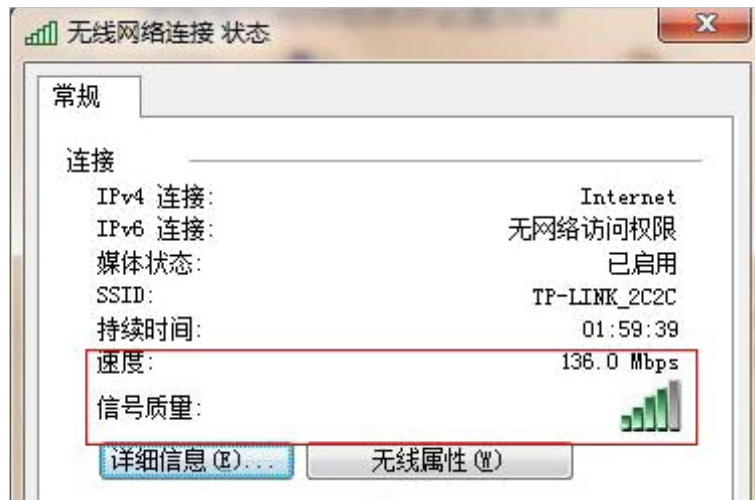 无线网络连接 状态
常规
连接
IPv4 连接: Internet
IPv6 连接: 无网络访问权限
媒体状态: 已启用
SSID: TP-LINK_2C2C
持续时间: 01:59:39
速度: 136.0 Mbps
信号质量:
详细信息(E)... 无线属性(W)